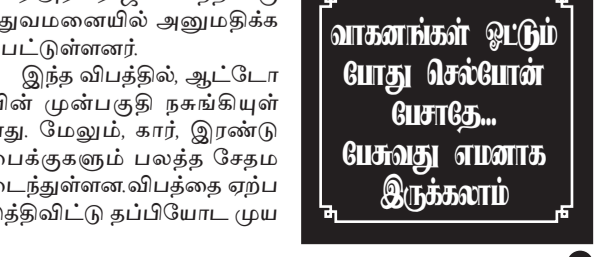 துவமனையில் அனுமதிக்க
பட்டுள்ளனர்.
இந்த விபத்தில், ஆட்டோ
வின் முன்பகுதி நசுங்கியுள்
ளது. மேலும், கார், இரண்டு
பைக்குகளும் பலத்த சேதம
டைந்துள்ளன.விபத்தை ஏற்ப
டுத்திவிட்டு தப்பியோட முய
வாகனங்கள் ஓட்டும்
போது செல்போன்
பேசாதே...
பேசுவது எமனாக
இருக்கலாம்